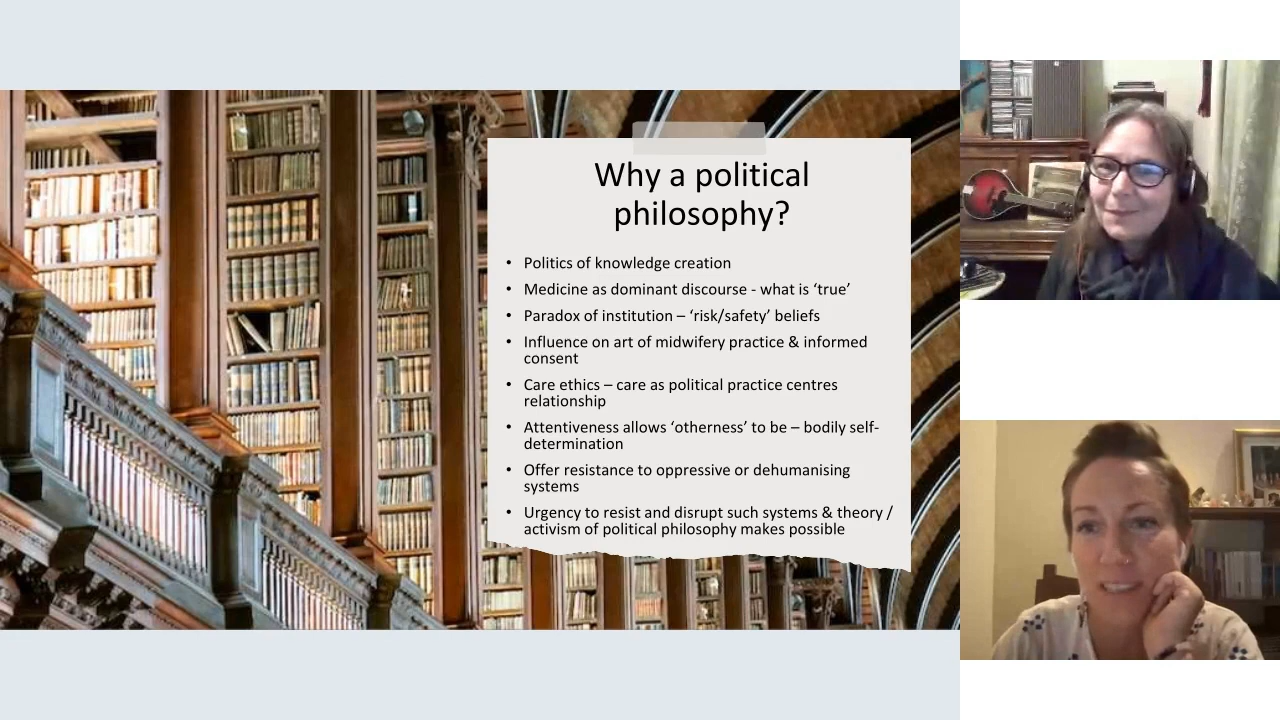 Why a political
philosophy?
• Politics of knowledge creation
• Medicine as dominant discourse - what is ‘true’
• Paradox of institution – ‘risk/safety’ beliefs
• Influence on art of midwifery practice & informed
consent
• Care ethics – care as political practice centres
relationship
• Attentiveness allows ‘otherness’ to be – bodily self-
determination
• Offer resistance to oppressive or dehumanising
systems
• Urgency to resist and disrupt such systems & theory /
activism of political philosophy makes possible